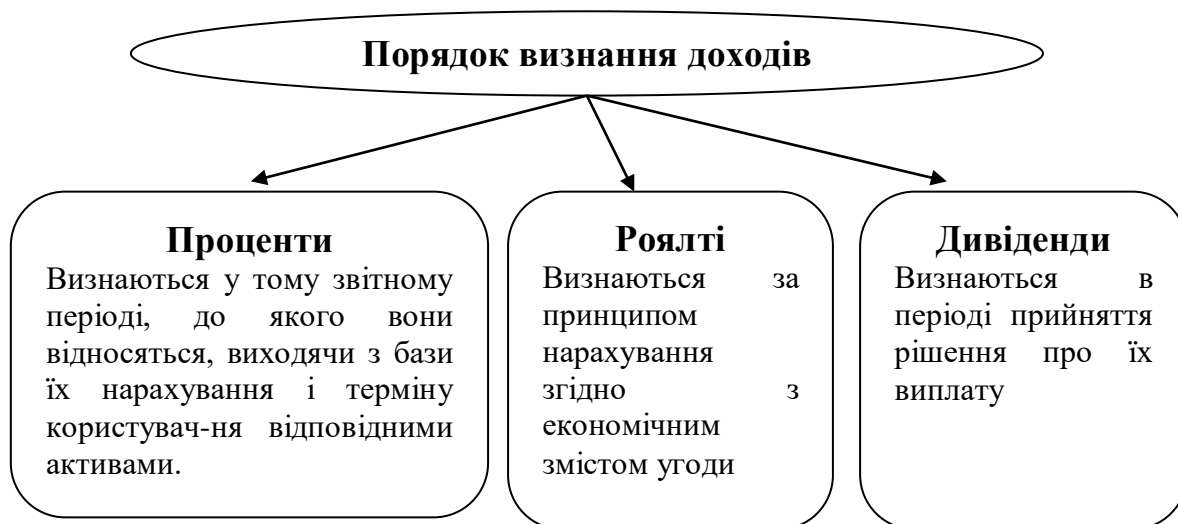 Порядок визнання доходів
Проценти
Визнаються у тому звітному
періоді, до якого вони
відносяться, виходячи з бази
їх нарахування і терміну
користувач-ня відповідними
активами.
Роялті
Визнаються за
принципом
нарахування
згідно з
економічним
змістом угоди
Дивіденди
Визнаються в
періоді прийняття
рішення про їх
виплату